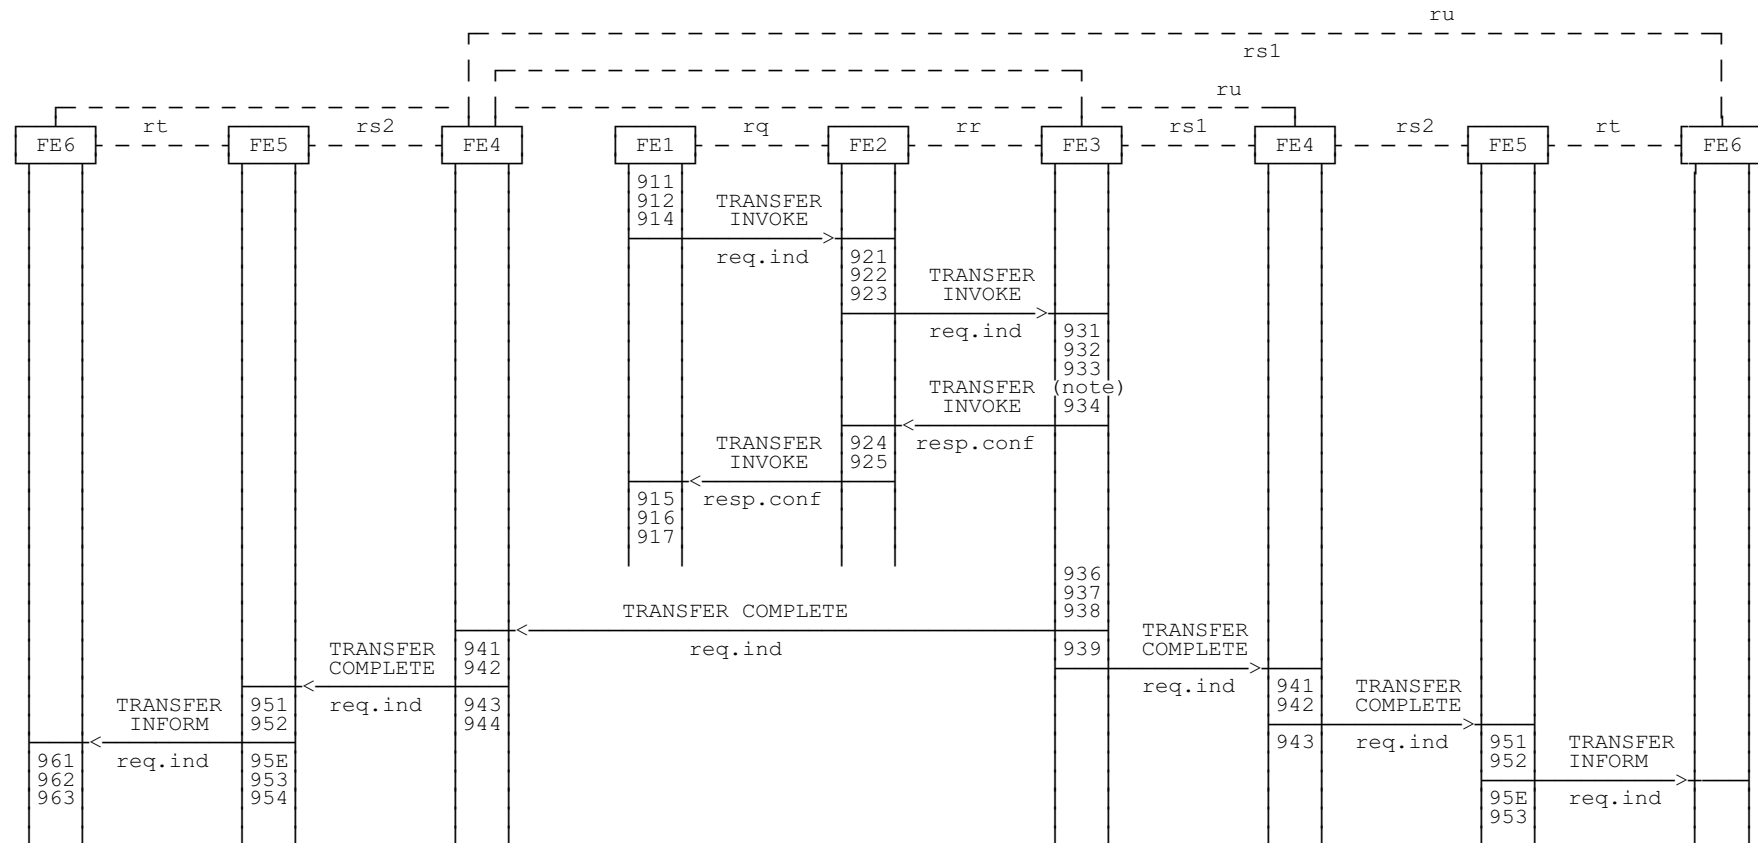 ru
rs1
ru
rt rs2 rq rr rs1 rs2 rt
FE6 FE5 FE4 FE1 FE2 FE3 FE4 FE5 FE6
911
912 TRANSFER
914 INVOKE
req.ind 921
922 TRANSFER
923 INVOKE
req.ind 931
932
933
TRANSFER (note)
INVOKE 934
TRANSFER 924 resp.conf
INVOKE 925
915 resp.conf
916
917
936
937
TRANSFER COMPLETE 938
TRANSFER
TRANSFER 941 req.ind 939 COMPLETE
COMPLETE 942
req.ind 941 TRANSFER
TRANSFER 951 req.ind 943 942 COMPLETE
INFORM 952 944
943 req.ind 951 TRANSFER
961 req.ind 95E 952 INFORM
962 953
963 954 95E req.ind
953